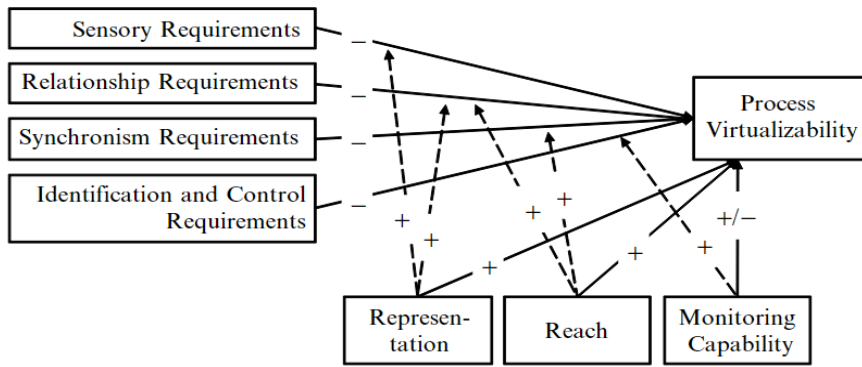 Sensory Requirements
−
Relationship Requirements
−
Process
Virtualizability
Synchronism Requirements
−
Identification and Control
Requirements
−
+
+
+
+
+/−
+
+
+
Represen-
tation
Reach
Monitoring
Capability